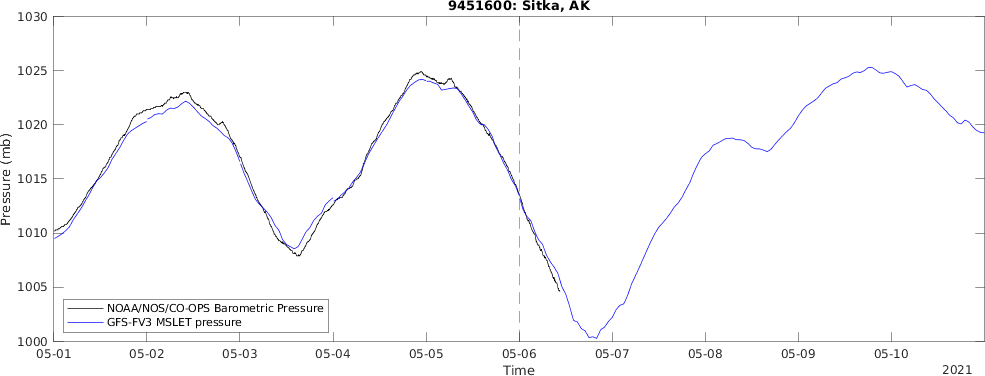 9451600: Sitka, AK
1030
1025
1020
1015
1010
1005
1000
Pressure (mb)
NOAA/NOS/CO-OPS Barometric Pressure
GFS-FV3 MSLET pressure
05-01 05-02 05-03 05-04 05-05 05-06 05-07 05-08 05-09 05-10
Time
2021